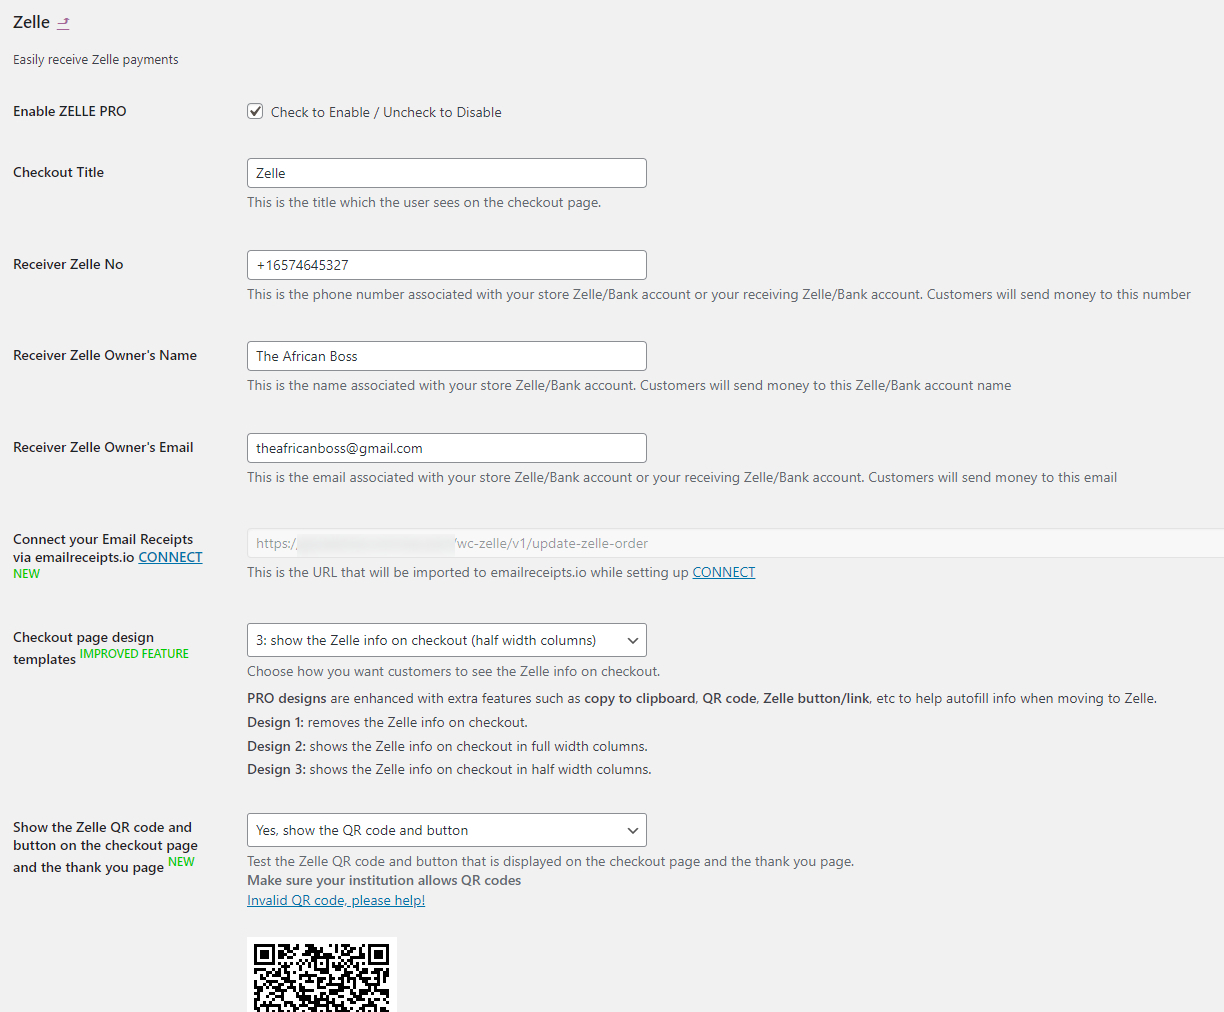 Zelle
Easily receive Zelle payments
Enable ZELLE PRO
Check to Enable / Uncheck to Disable
Checkout Title
Zelle
This is the title which the user sees on the checkout page.
Receiver Zelle No
+16574645327
This is the phone number associated with your store Zelle/Bank account or your receiving Zelle/Bank account. Customers will send money to this number
Receiver Zelle Owner's Name
The African Boss
This is the name associated with your store Zelle/Bank account. Customers will send money to this Zelle/Bank account name
Receiver Zelle Owner's Email
theafricanboss@gmail.com
This is the email associated with your store Zelle/Bank account or your receiving Zelle/Bank account. Customers will send money to this email
Connect your Email Receipts
via emailreceipts.io CONNECT
NEW
https:/ /wc-zelle/v1/update-zelle-order
This is the URL that will be imported to emailreceipts.io while setting up CONNECT
Checkout page design
templates IMPROVED FEATURE
3: show the Zelle info on checkout (half width columns)
Choose how you want customers to see the Zelle info on checkout.
PRO designs are enhanced with extra features such as copy to clipboard, QR code, Zelle button/link, etc to help autofill info when moving to Zelle.
Design 1: removes the Zelle info on checkout.
Design 2: shows the Zelle info on checkout in full width columns.
Design 3: shows the Zelle info on checkout in half width columns.
Show the Zelle QR code and
button on the checkout page
and the thank you page NEW
Yes, show the QR code and button
Test the Zelle QR code and button that is displayed on the checkout page and the thank you page.
Make sure your institution allows QR codes
Invalid QR code, please help!